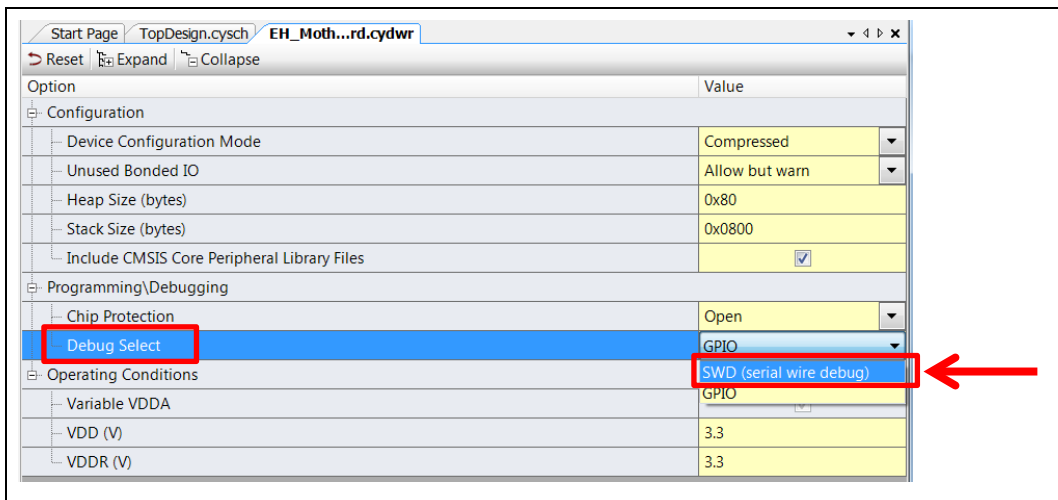 Start Page TopDesign.cysch EH_Moth...rd.cydwr
Reset Expand Collapse
Option Value
Configuration
Device Configuration Mode Compressed
Unused Bonded IO Allow but warn
Heap Size (bytes) 0x80
Stack Size (bytes) 0x0800
Include CMSIS Core Peripheral Library Files
Programming\Debugging
Chip Protection Open
Debug Select GPIO
Operating Conditions SWD (serial wire debug)
Variable VDDA GPIO
VDD (V) 3.3
VDDR (V) 3.3